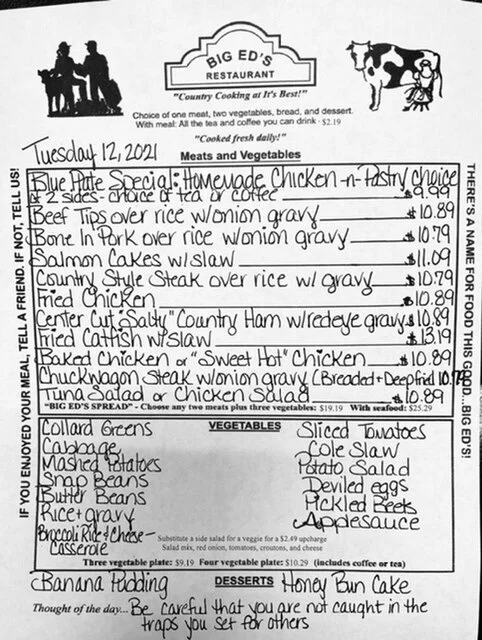 BIG ED'S
RESTAURANT
"Country Cooking at It's Best!"
Choice of one meat, two vegetables, bread, and dessert.
With meal: All the tea and coffee you can drink - $2.19
"Cooked fresh daily!"
Tuesday 12, 2021
Meats and Vegetables
IF YOU ENJOYED YOUR MEAL, TELL A FRIEND. IF NOT, TELL US!
Blue Plate Special: Homemade Chicken-n-Pastry choice
of 2 sides - choice of tea or coffee $9.99
Beef Tips over rice w/onion gravy $10.89
Bone In Pork over rice w/onion gravy $10.79
Salmon Cakes w/slaw $11.09
Country Style Steak over rice w/ gravy $10.79
Fried Chicken $10.89
Center Cut "Salty" Country Ham w/redeye gravy $10.89
Fried Catfish w/slaw $13.19
Baked Chicken or "Sweet Hot" Chicken $10.89
Chuckwagon Steak w/onion gravy (Breaded + Deepfried 10.79
Tuna Salad or Chicken Salad $10.89
"BIG ED'S SPREAD" - Choose any two meats plus three vegetables: $19.19 With seafood: $25.29
THERE'S A NAME FOR FOOD THIS GOOD...BIG ED'S!
VEGETABLES
Collard Greens
Cabbage
Mashed Potatoes
Snap Beans
Butter Beans
Rice + gravy
Broccoli Rice & Cheese -
Casserole
Sliced Tomatoes
Cole Slaw
Potato Salad
Deviled eggs
Pickled Beets
Applesauce
Substitute a side salad for a veggie for a $2.49 upcharge
Salad mix, red onion, tomatoes, croutons, and cheese
Three vegetable plate: $9.19 Four vegetable plate: $10.29 (includes coffee or tea)
Banana Pudding DESSERTS Honey Bun Cake
Thought of the day... Be careful that you are not caught in the
traps you set for others